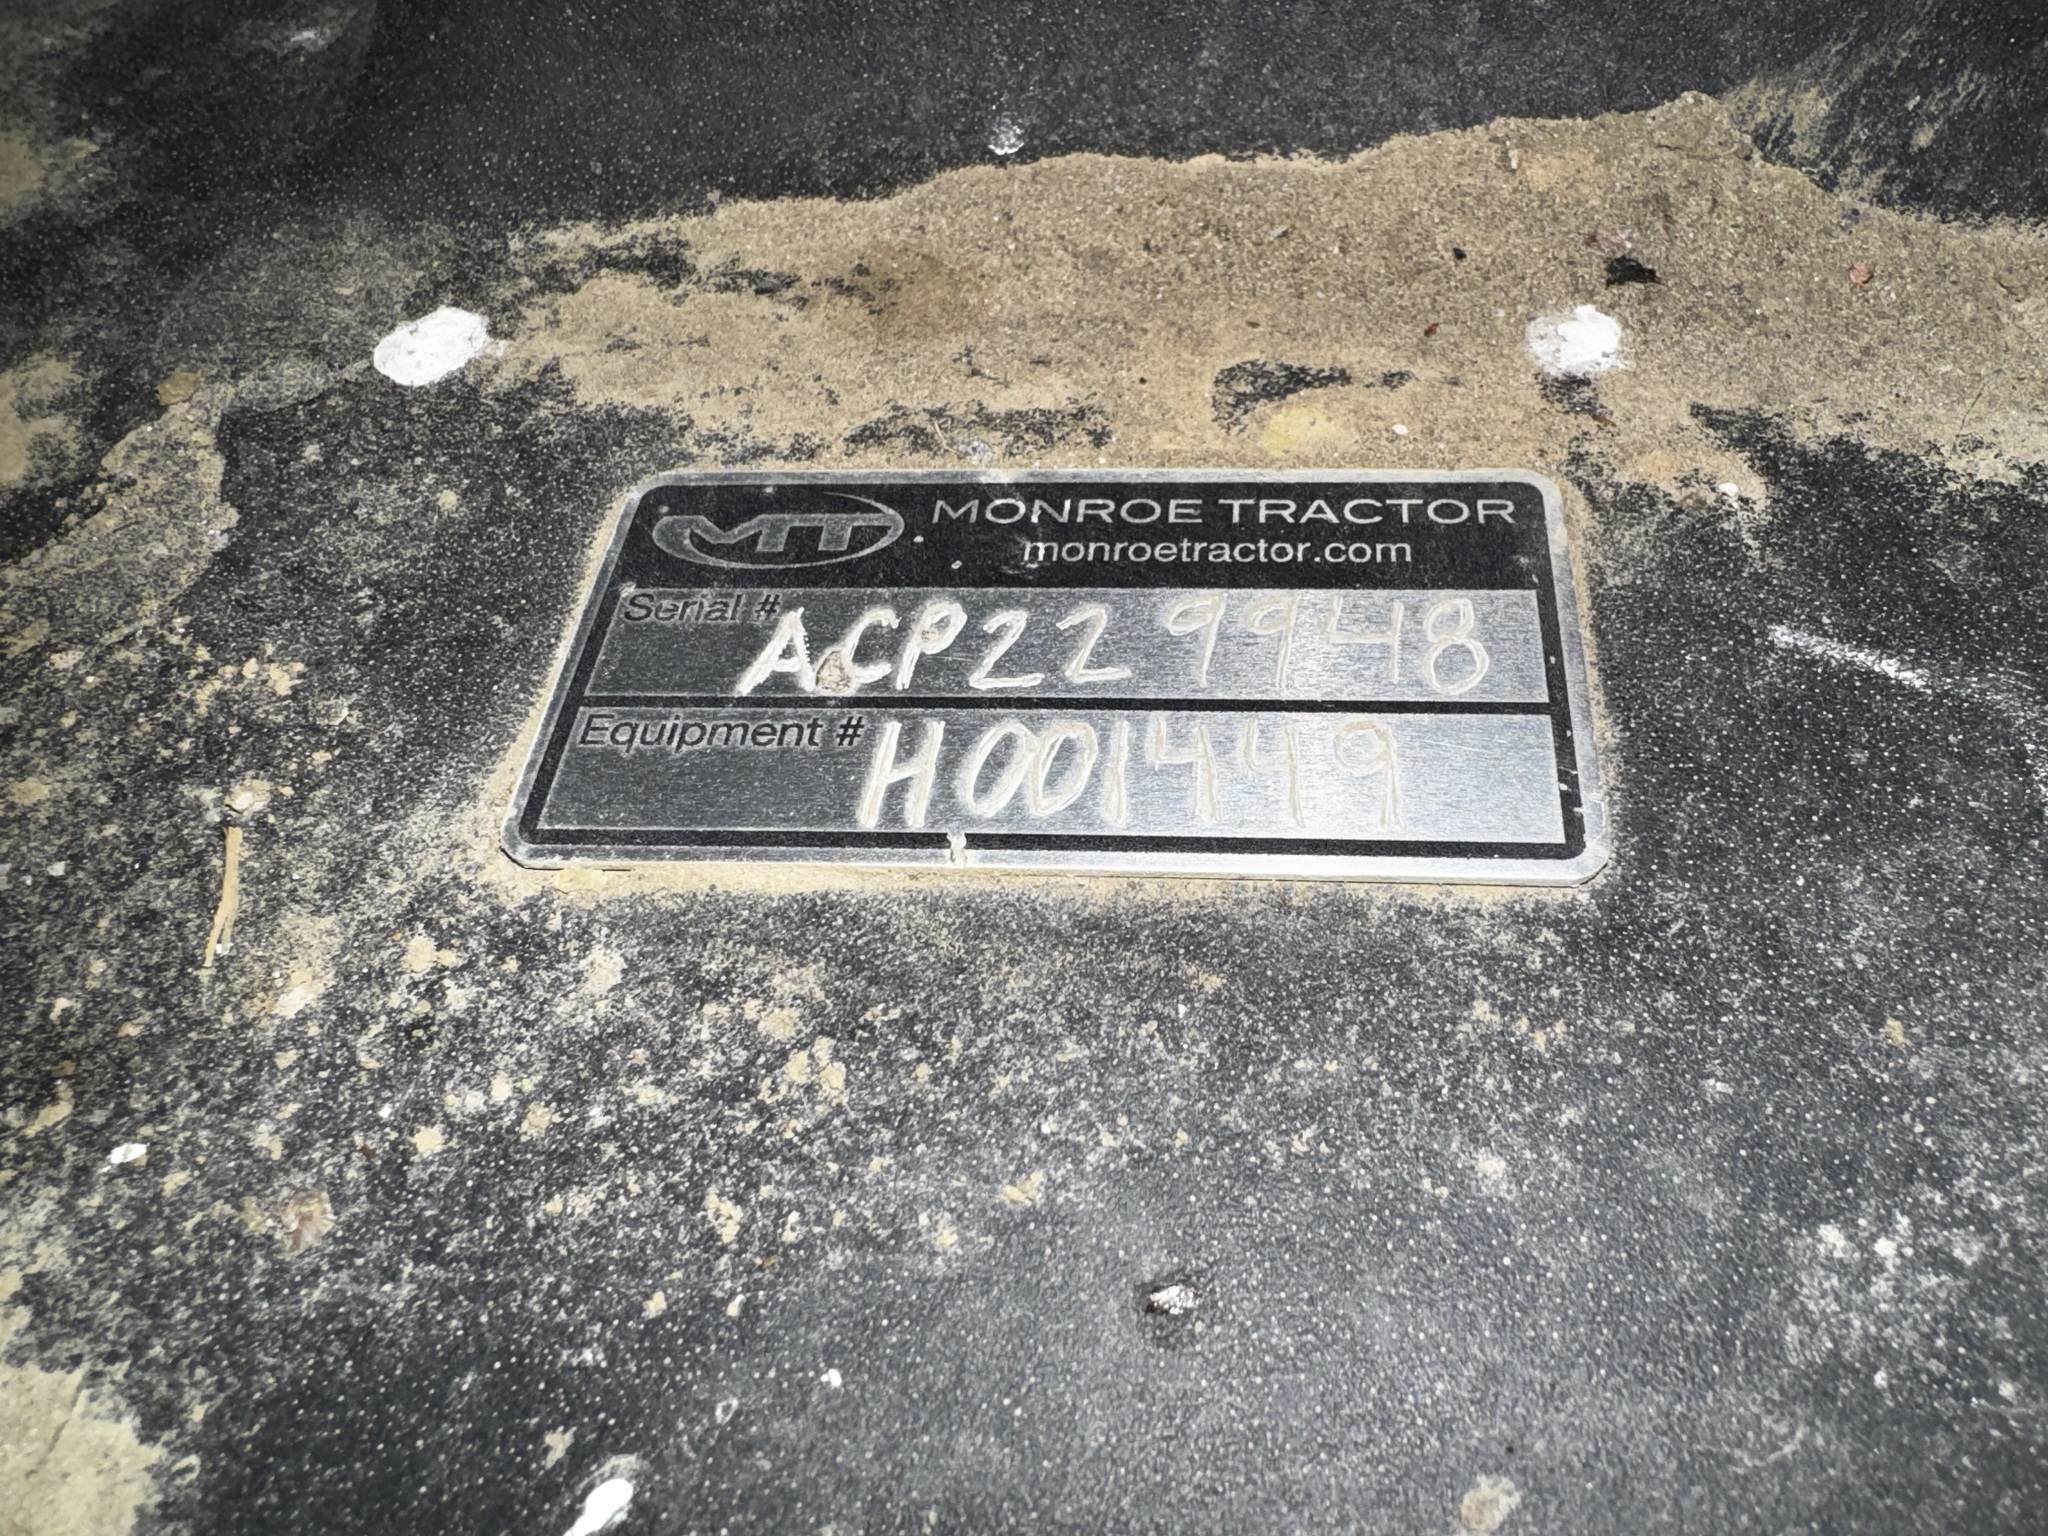 MT MONROE TRACTOR
monroetractor.com
Serial # ACP229948
Equipment # H001449